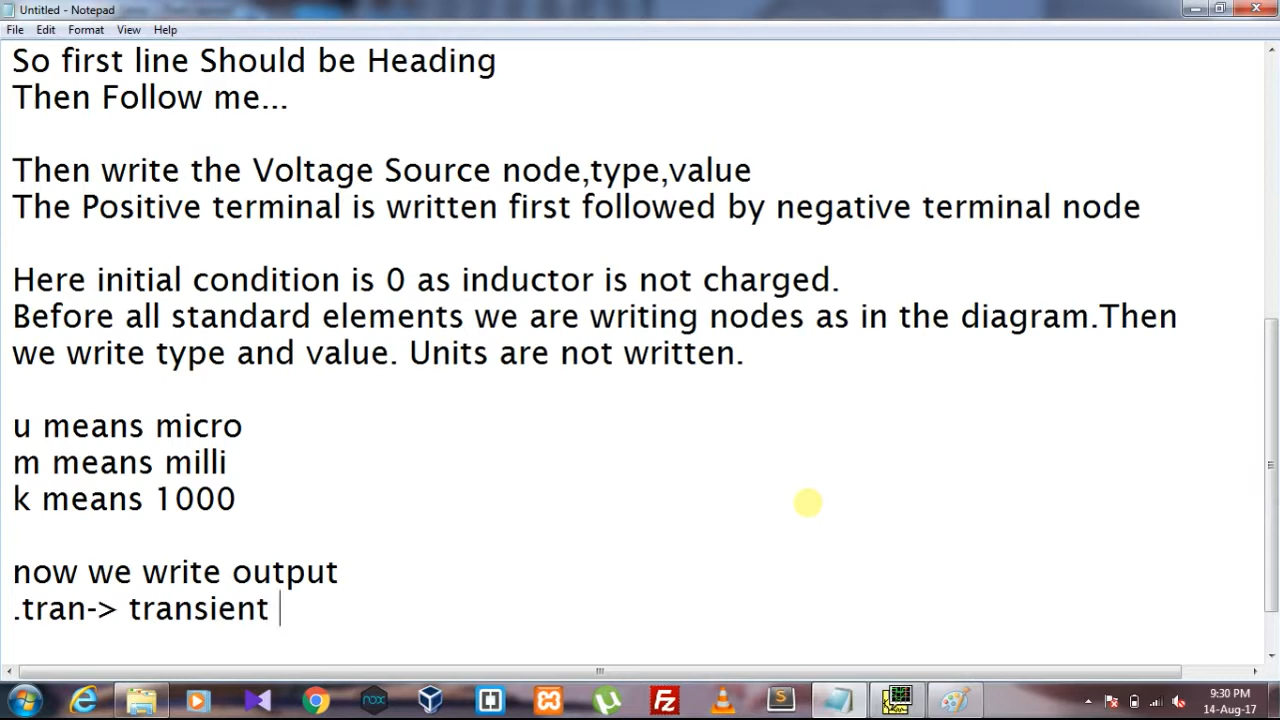 Untitled - Notepad
File Edit Format View Help
So first line Should be Heading
Then Follow me...
Then write the Voltage Source node,type,value
The Positive terminal is written first followed by negative terminal node
Here initial condition is 0 as inductor is not charged.
Before all standard elements we are writing nodes as in the diagram.Then
we write type and value. Units are not written.
u means micro
m means milli
k means 1000
now we write output
.tran-> transient
nox
S
9:30 PM
14-Aug-17